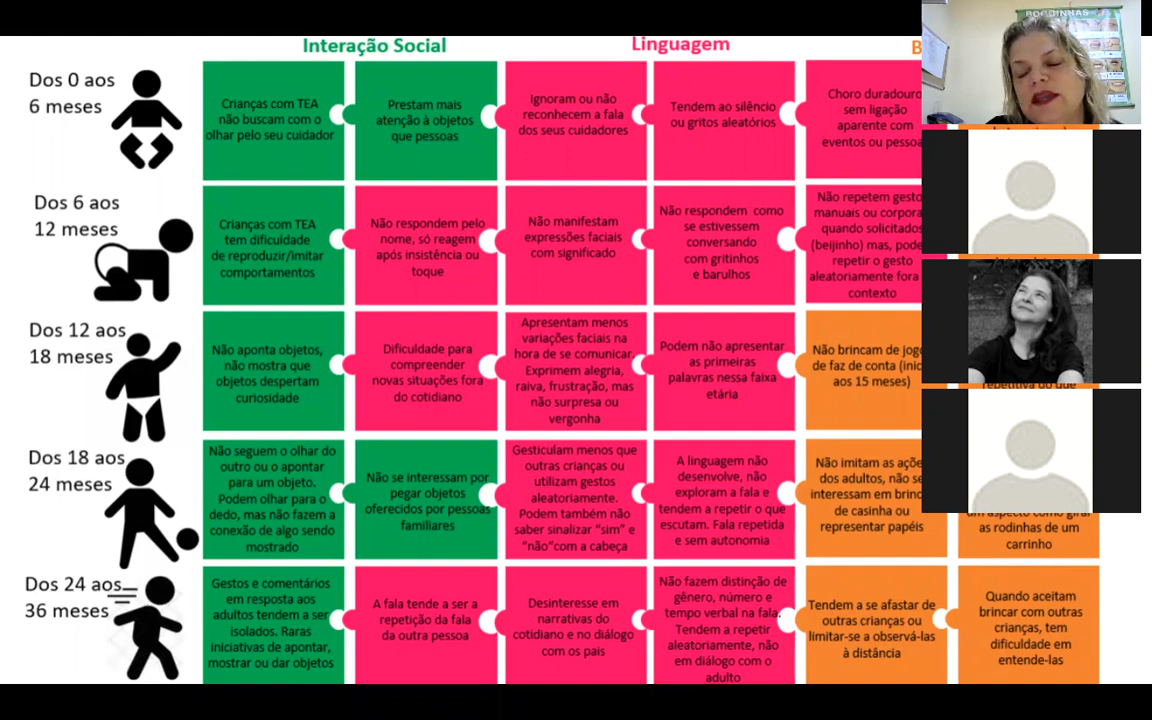 BOQUINHAS
Interação Social
Linguagem
B
Dos 0 aos
6 meses
Crianças com TEA
não buscam com o
olhar pelo seu cuidador
Prestam mais
atenção à objetos
que pessoas
Ignoram ou não
reconhecem a fala
dos seus cuidadores
Tendem ao silêncio
ou gritos aleatórios
Choro duradouro
sem ligação
aparente com
eventos ou pessoa
Dos 6 aos
12 meses
Crianças com TEA
tem dificuldade
de reproduzir/imitar
comportamentos
Não respondem pelo
nome, só reagem
após insistência ou
toque
Não manifestam
expressões faciais
com significado
Não respondem como
se estivessem
conversando
com gritinhos
e barulhos
Não repetem gesto
manuais ou corpora
quando solicitados
(beijinho) mas, pode
repetir o gesto
aleatoriamente fora
contexto
Dos 12 aos
18 meses
Não aponta objetos,
não mostra que
objetos despertam
curiosidade
Dificuldade para
compreender
novas situações fora
do cotidiano
Apresentam menos
variações faciais na
hora de se comunicar.
Exprimem alegria,
raiva, frustração, mas
não surpresa ou
vergonha
Podem não apresentar
as primeiras
palavras nessa faixa
etária
Não brincam de jogo
de faz de conta (inic
aos 15 meses)
repetitiva do que
Dos 18 aos
24 meses
Não seguem o olhar do
outro ou o apontar
para um objeto.
Podem olhar para o
dedo, mas não fazem a
conexão de algo sendo
mostrado
Não se interessam por
pegar objetos
oferecidos por pessoas
familiares
Gesticulam menos que
outras crianças ou
utilizam gestos
aleatoriamente.
Podem também não
saber sinalizar “sim” e
“não”com a cabeça
A linguagem não
desenvolve, não
exploram a fala e
tendem a repetir o que
escutam. Fala repetida
e sem autonomia
Não imitam as açõe
dos adultos, não se
interessam em brinc
de casinha ou
representar papéis
um aspecto como girar
as rodinhas de um
carrinho
Dos 24 aos
36 meses
Gestos e comentários
em resposta aos
adultos tendem a ser
isolados. Raras
iniciativas de apontar,
mostrar ou dar objetos
A fala tende a ser a
repetição da fala
da outra pessoa
Desinteresse em
narrativas do
cotidiano e no diálogo
com os pais
Não fazem distinção de
gênero, número e
tempo verbal na fala.
Tendem a repetir
aleatoriamente, não
em diálogo com o
adulto
Tendem a se afastar de
outras crianças ou
limitar-se a observá-las
à distância
Quando aceitam
brincar com outras
crianças, tem
dificuldade em
entende-las